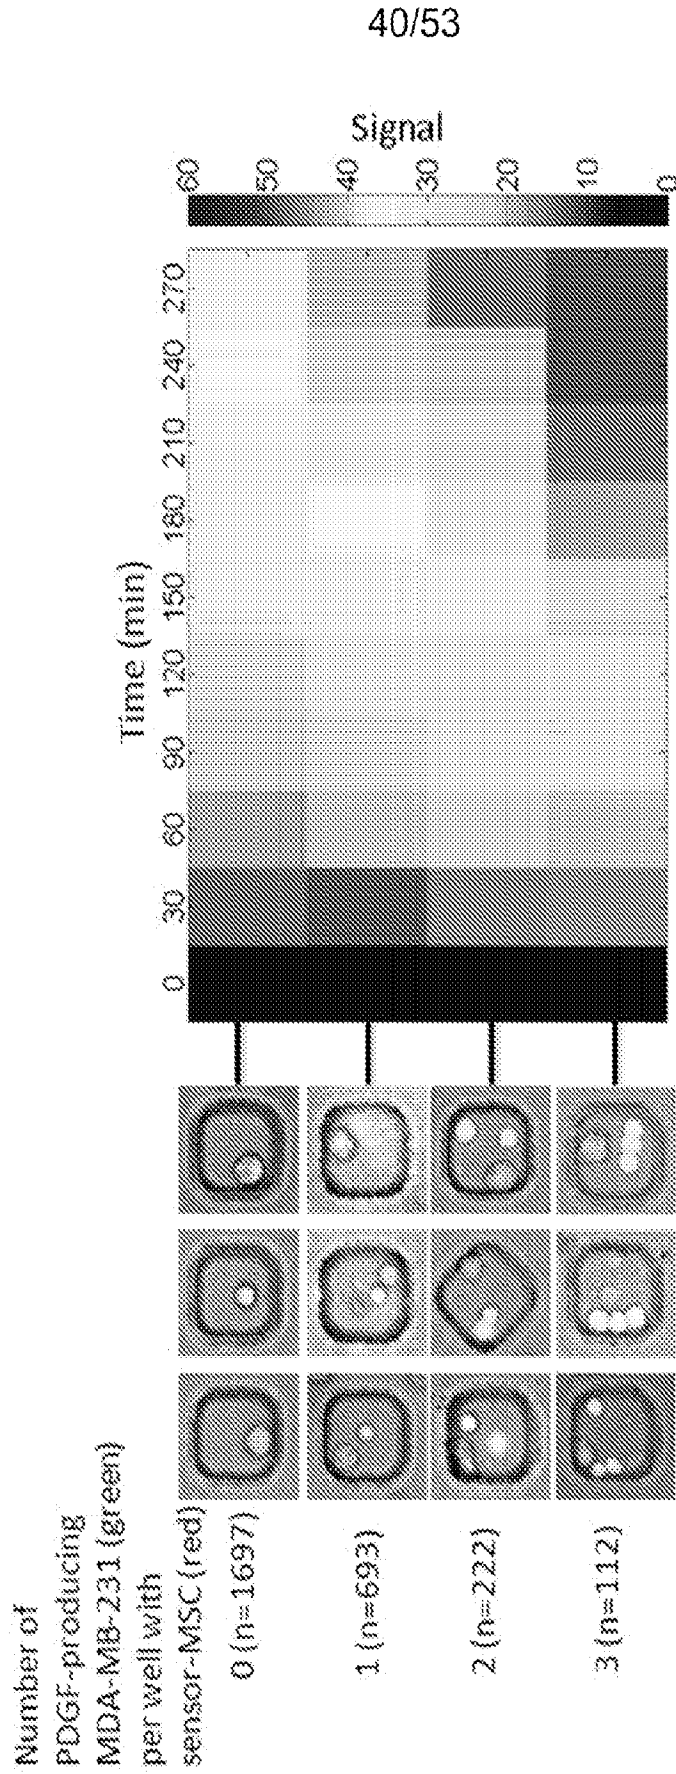 40/53
Number of
PDGF-producing
MDA-MB-231 (green)
per well with
sensor-MSC (red)
0 (n=1697)
1 (n=693)
2 (n=222)
3 (n=112)
Time (min)
0 30 60 90 120 150 180 210 240 270
Signal
60
50
40
30
20
10
0